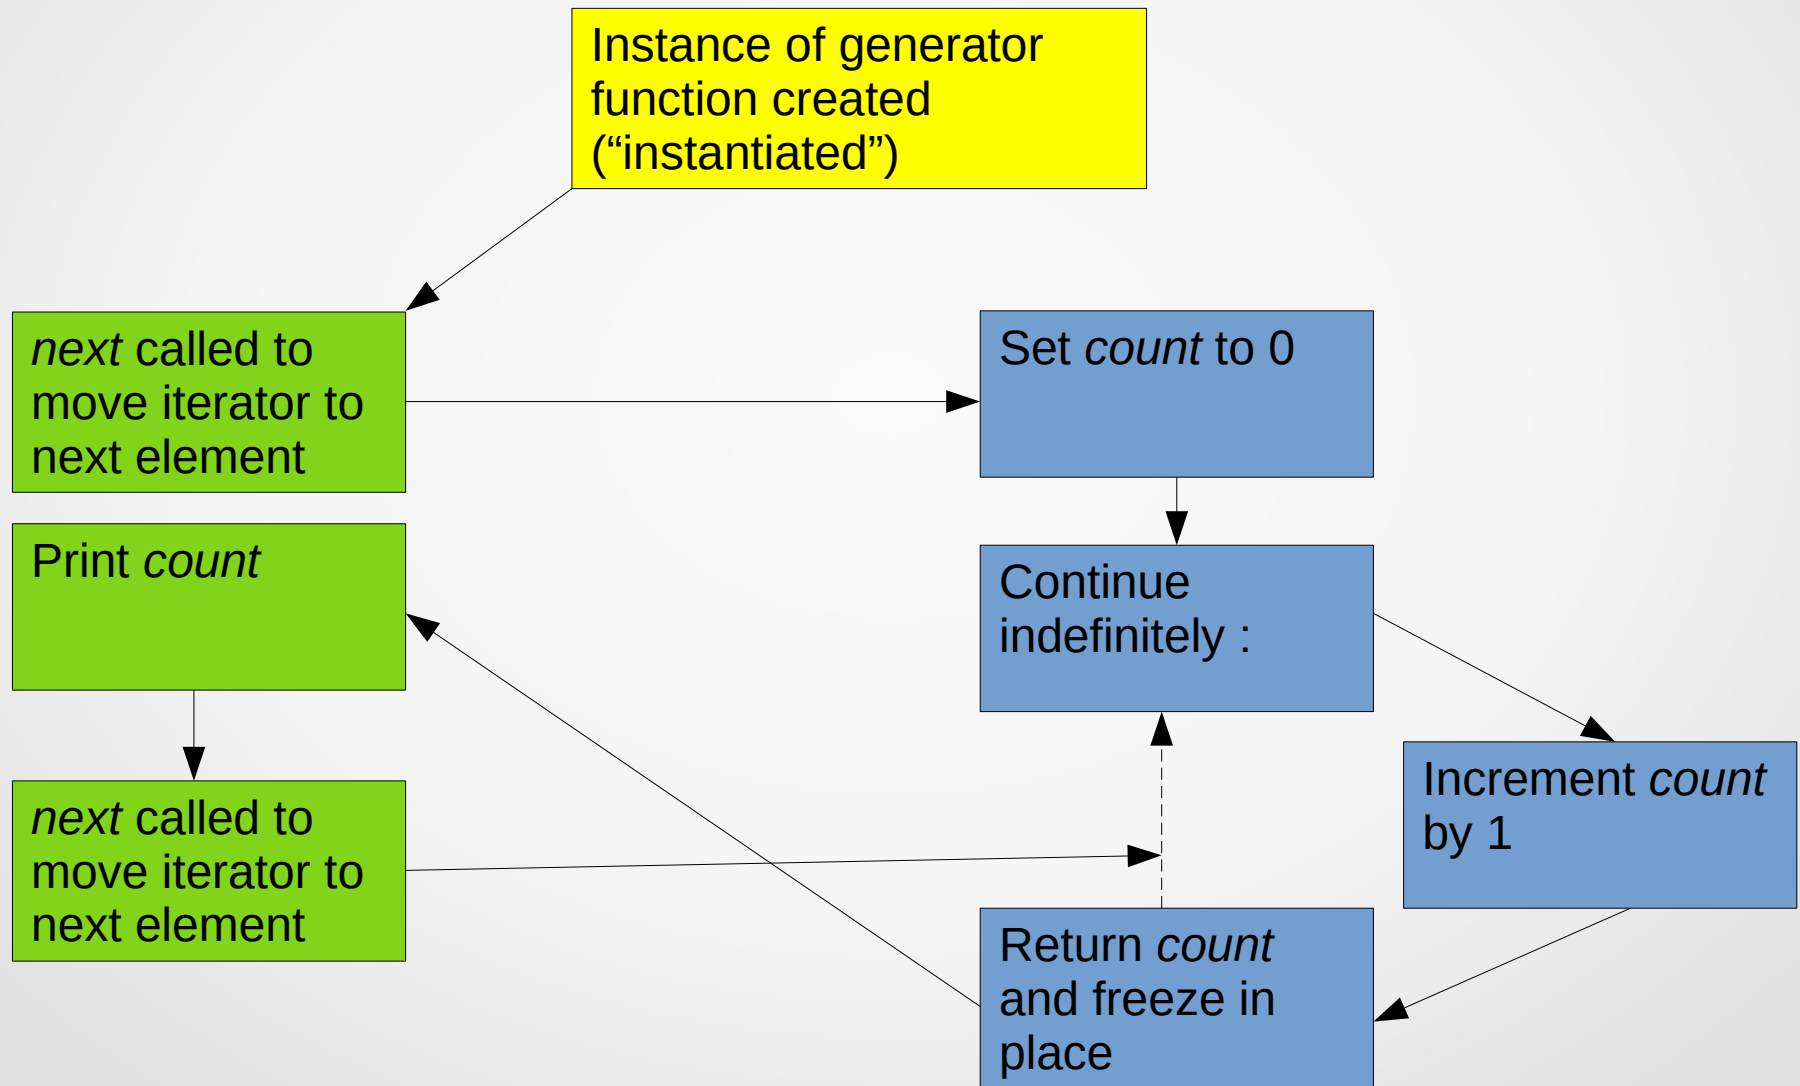 Instance of generator
function created
(“instantiated”)
next called to
move iterator to
next element
Set count to 0
Print count
Continue
indefinitely :
Increment count
by 1
next called to
move iterator to
next element
Return count
and freeze in
place